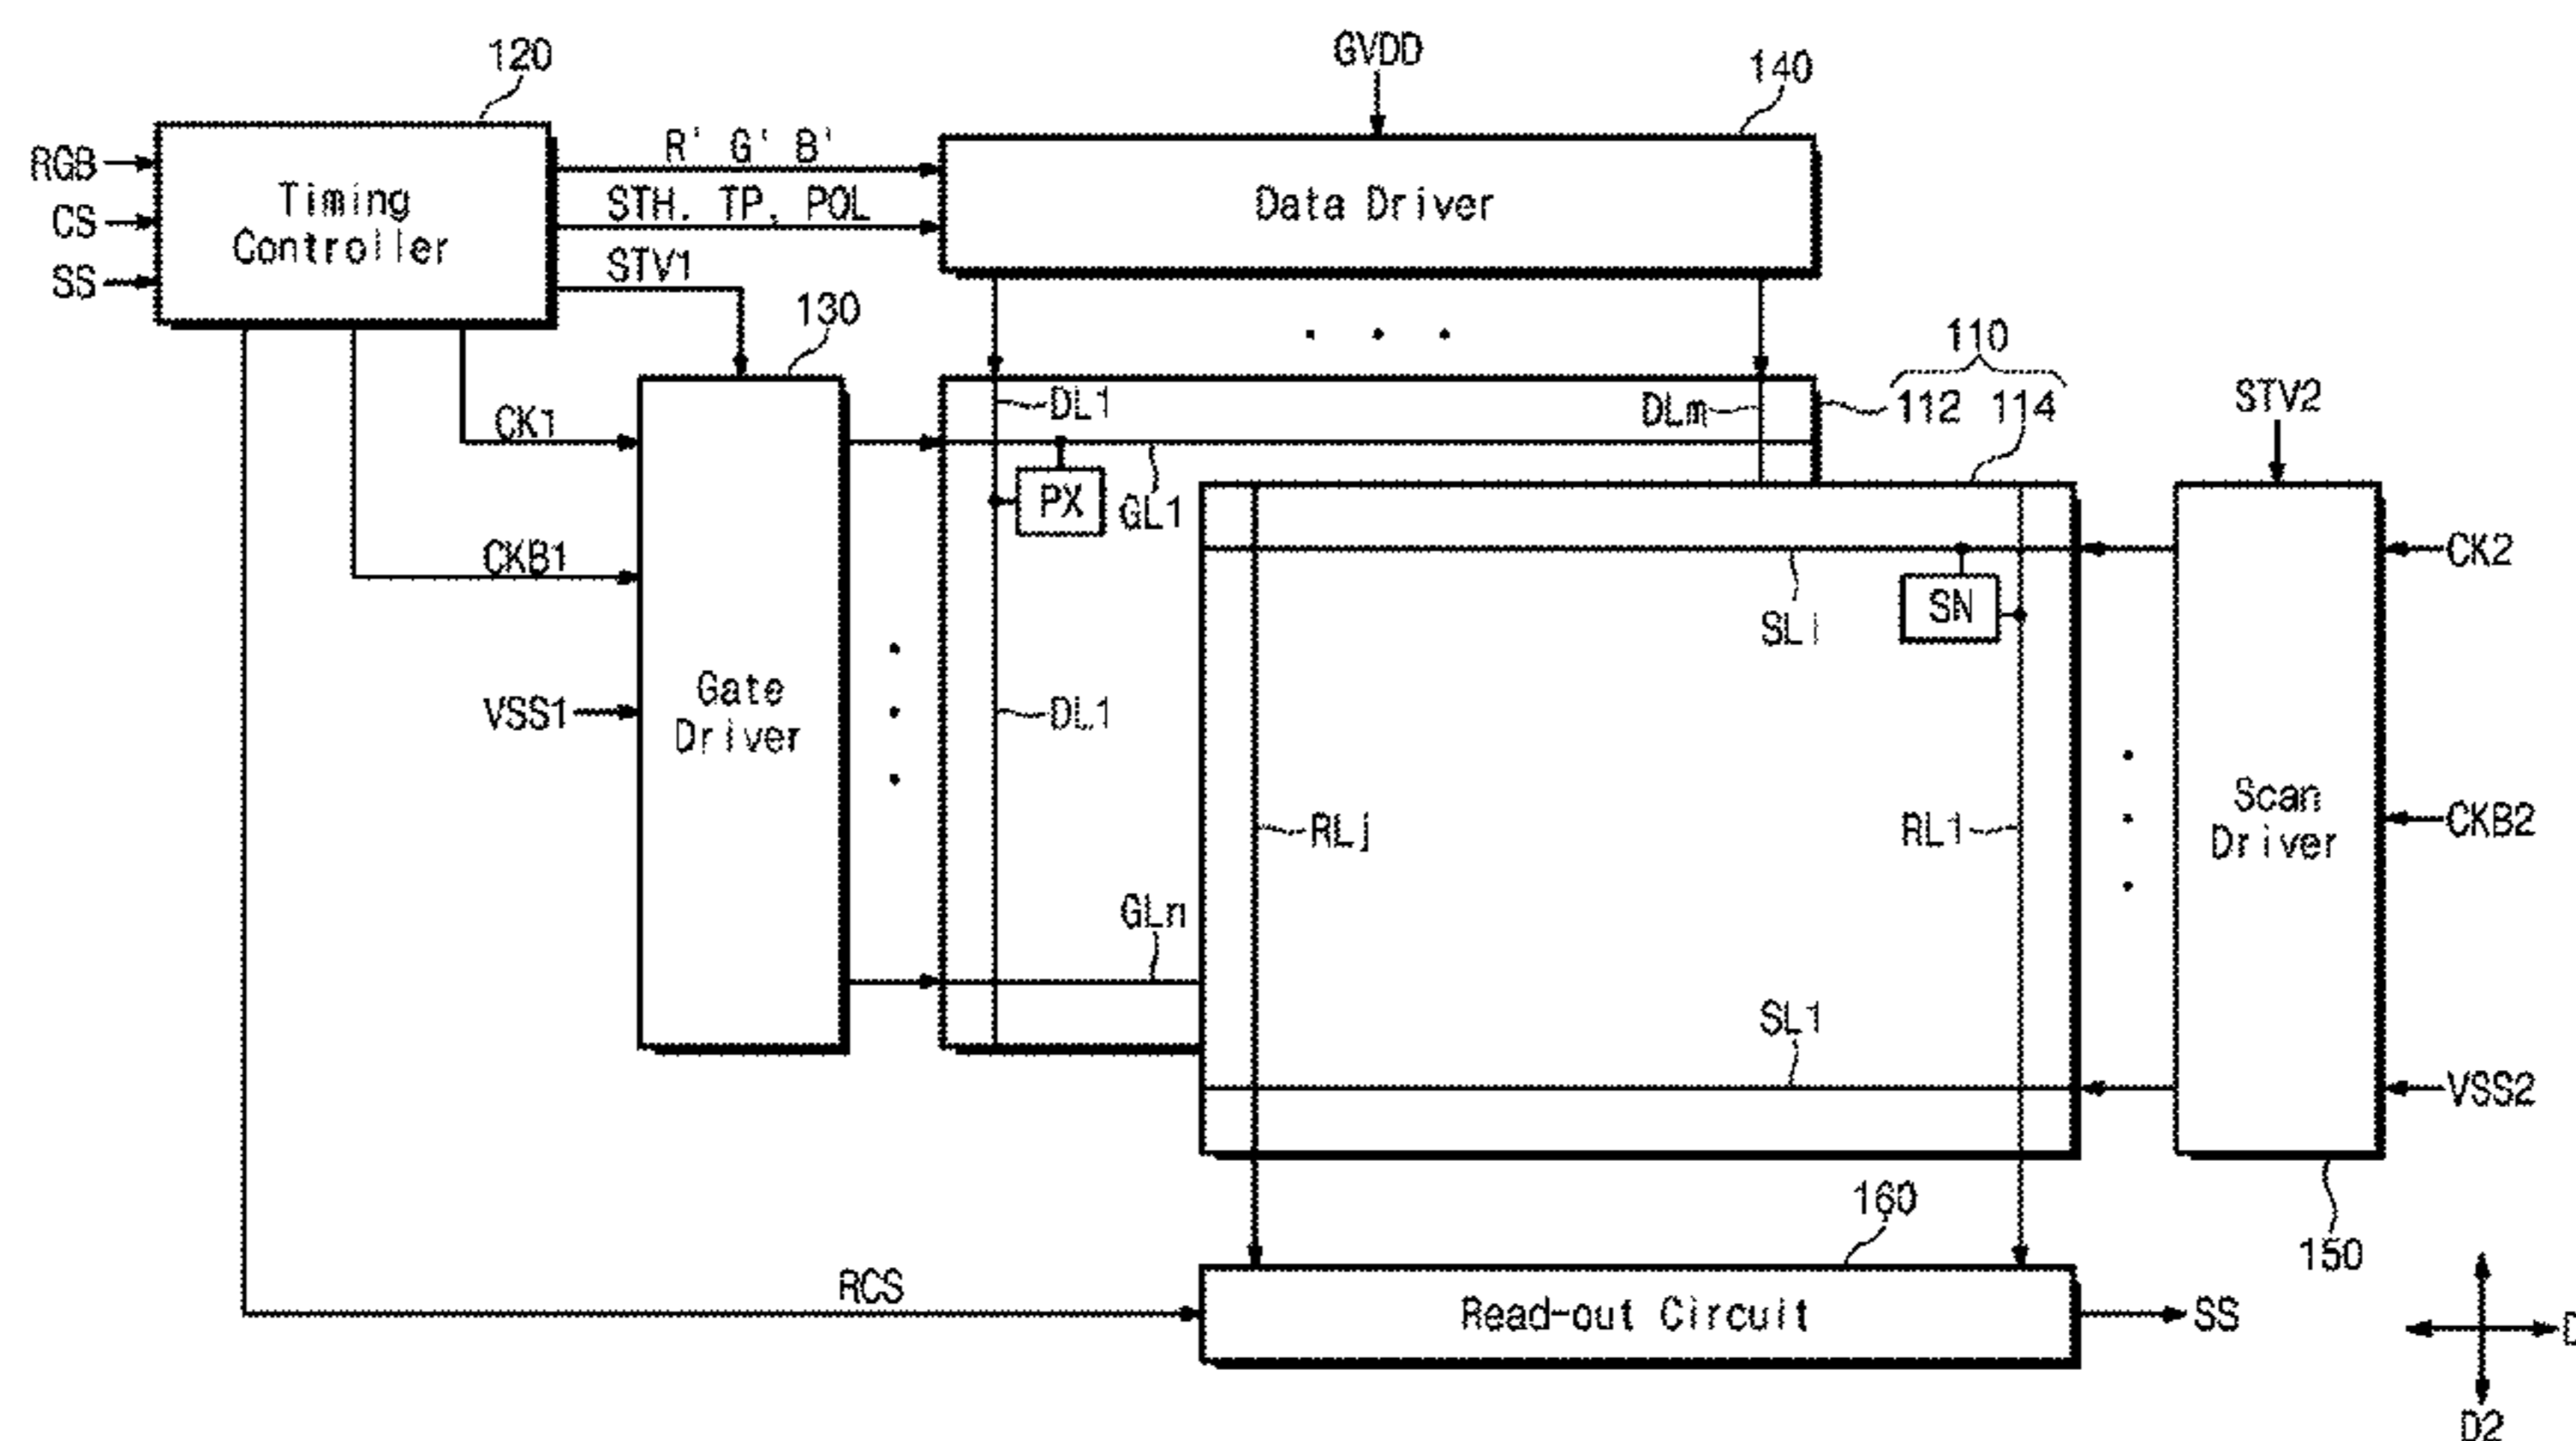 120
GVDD
140
RGB
CS
SS
Timing
Controller
R' G' B'
STH. TP, POL
STV1
Data Driver
130
110
112 114
STV2
CK1
DL1
DLm
PX
GL1
CKB1
SLi
SN
CK2
VSS1
Gate
Driver
DL1
RLj
RL1
Scan
Driver
CKB2
GLn
SL1
VSS2
160
150
RCS
Read-out Circuit
SS
D2